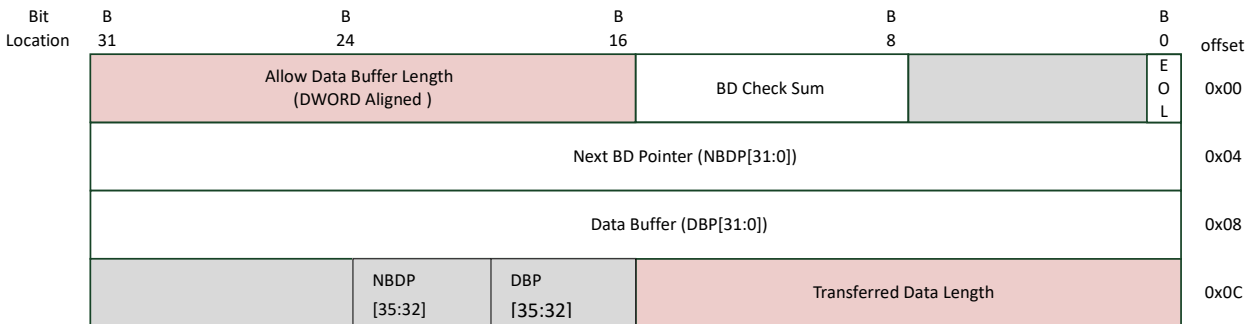 Bit B B B B B
Location 31 24 16 8 0 offset
Allow Data Buffer Length
(DWORD Aligned )
BD Check Sum
E
O
L
0x00
Next BD Pointer (NBDP[31:0])
0x04
Data Buffer (DBP[31:0])
0x08
NBDP
[35:32]
DBP
[35:32]
Transferred Data Length
0x0C